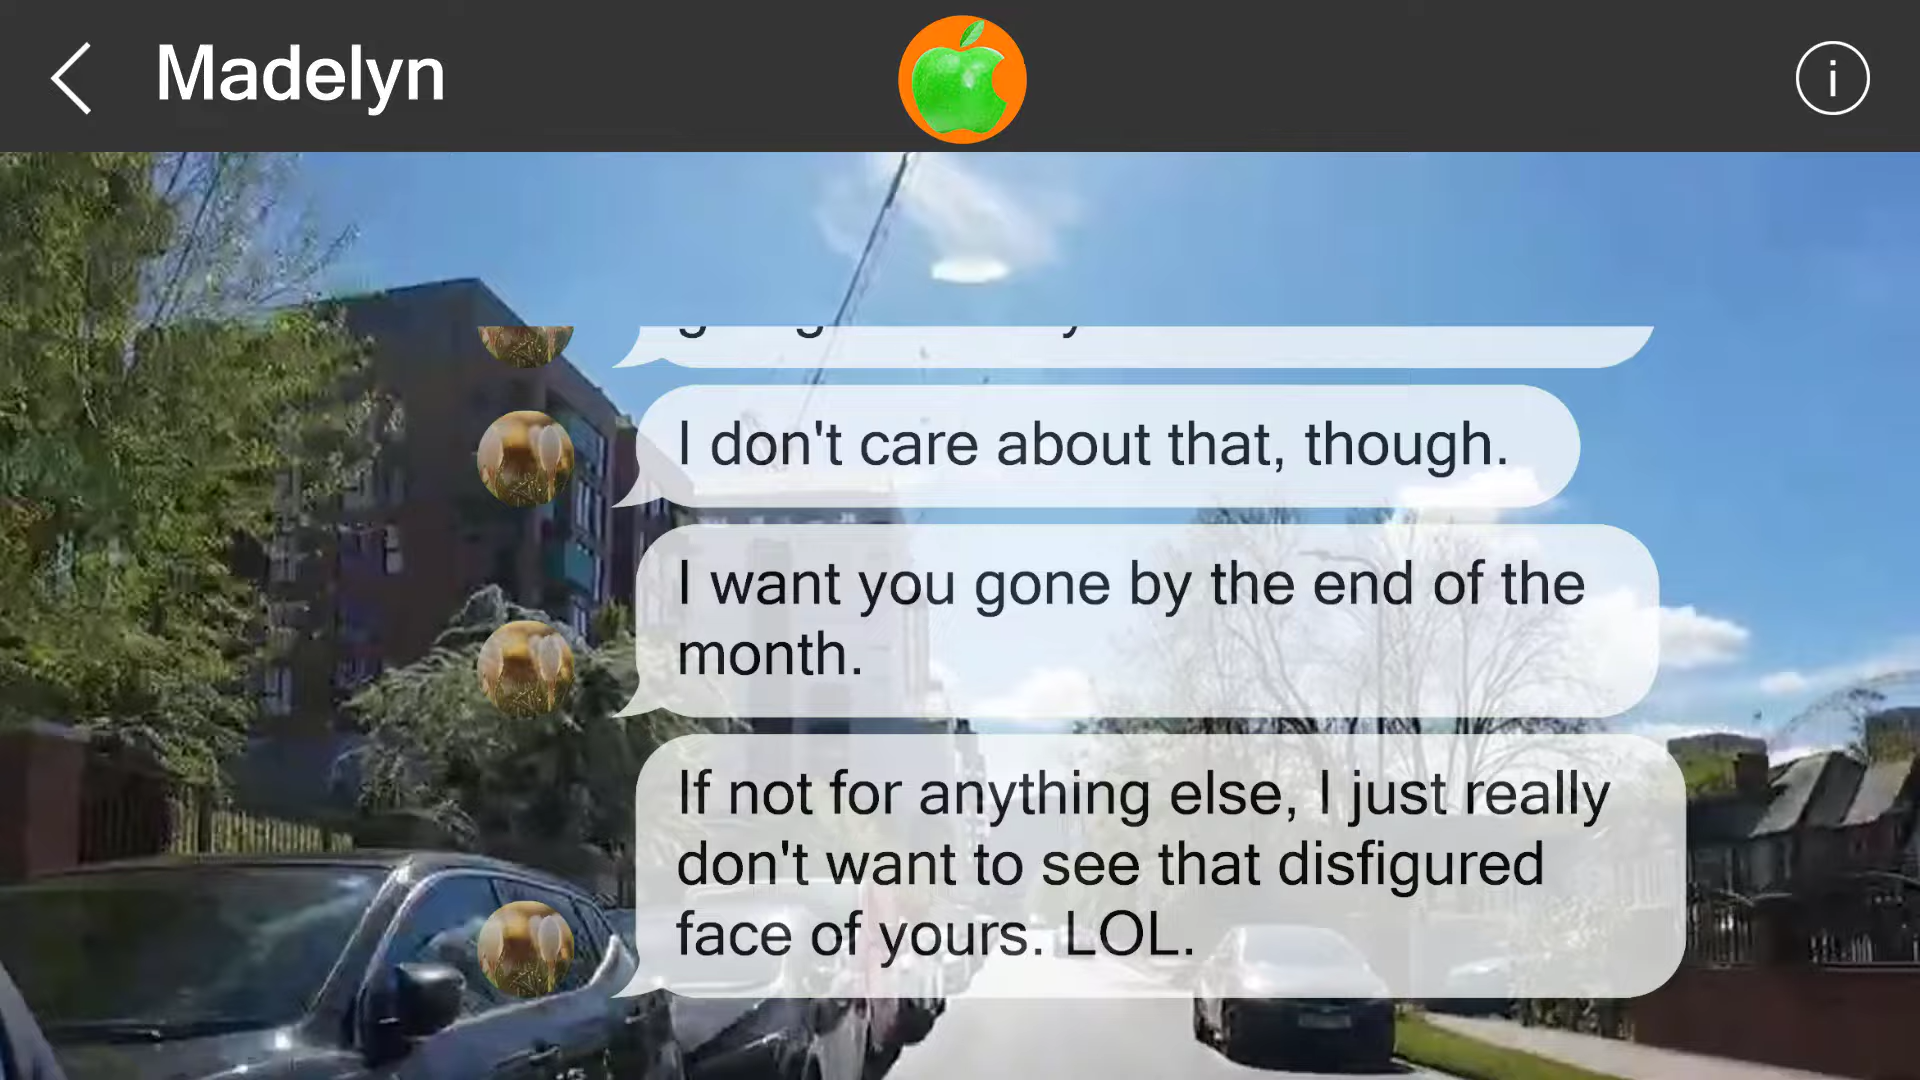 Madelyn
I don't care about that, though.
I want you gone by the end of the
month.
If not for anything else, I just really
don't want to see that disfigured
face of yours. LOL.